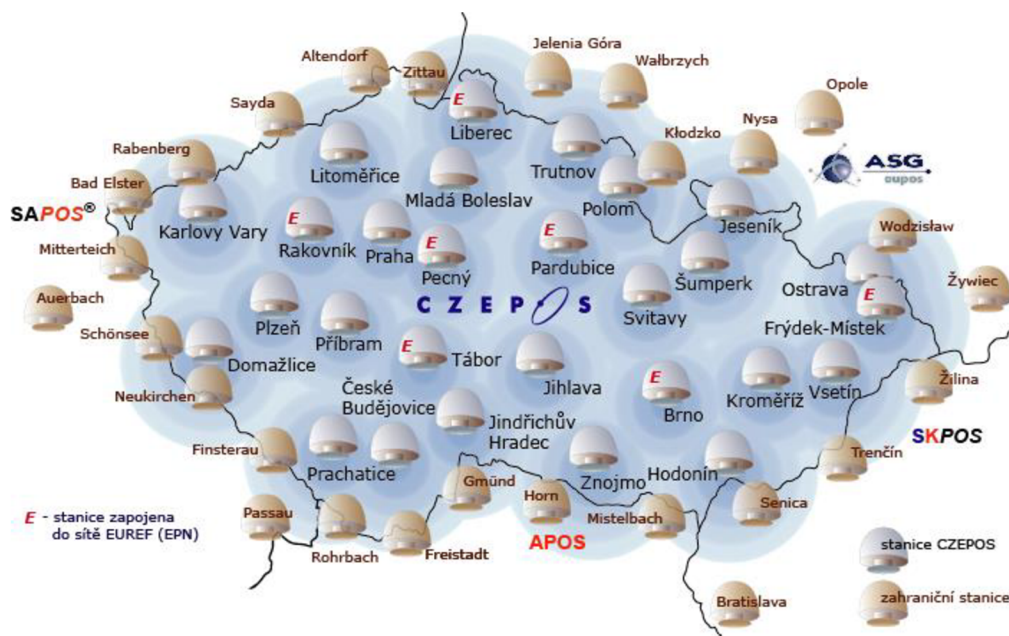 Altendorf
Zittau
Jelenia Góra
Wałbrzych
Opole
Sayda
E
Liberec
Kłodzko
Nysa
Rabenberg
Litoměřice
Trutnov
ASG
eupos
Bad Elster
Mladá Boleslav
Polom
SAPOS®
Karlovy Vary
E
Rakovník
Praha
E
Pecný
E
Pardubice
Jeseník
Wodzisław
Mitterteich
Šumperk
Ostrava
Żywiec
Auerbach
Plzeň
CZEPOS
Svitavy
E
Frýdek-Místek
Schönsee
Příbram
Domažlice
E
Tábor
Jihlava
E
Brno
Kroměříž
Vsetín
Žilina
Neukirchen
České
Budějovice
Jindřichův
Hradec
SKPOS
Finsterau
Prachatice
Znojmo
Hodonín
Trenčín
Gmünd
Horn
Mistelbach
Senica
E - stanice zapojena
do sítě EUREF (EPN)
Passau
Rohrbach
Freistadt
APOS
stanice CZEPOS
Bratislava
zahraniční stanice